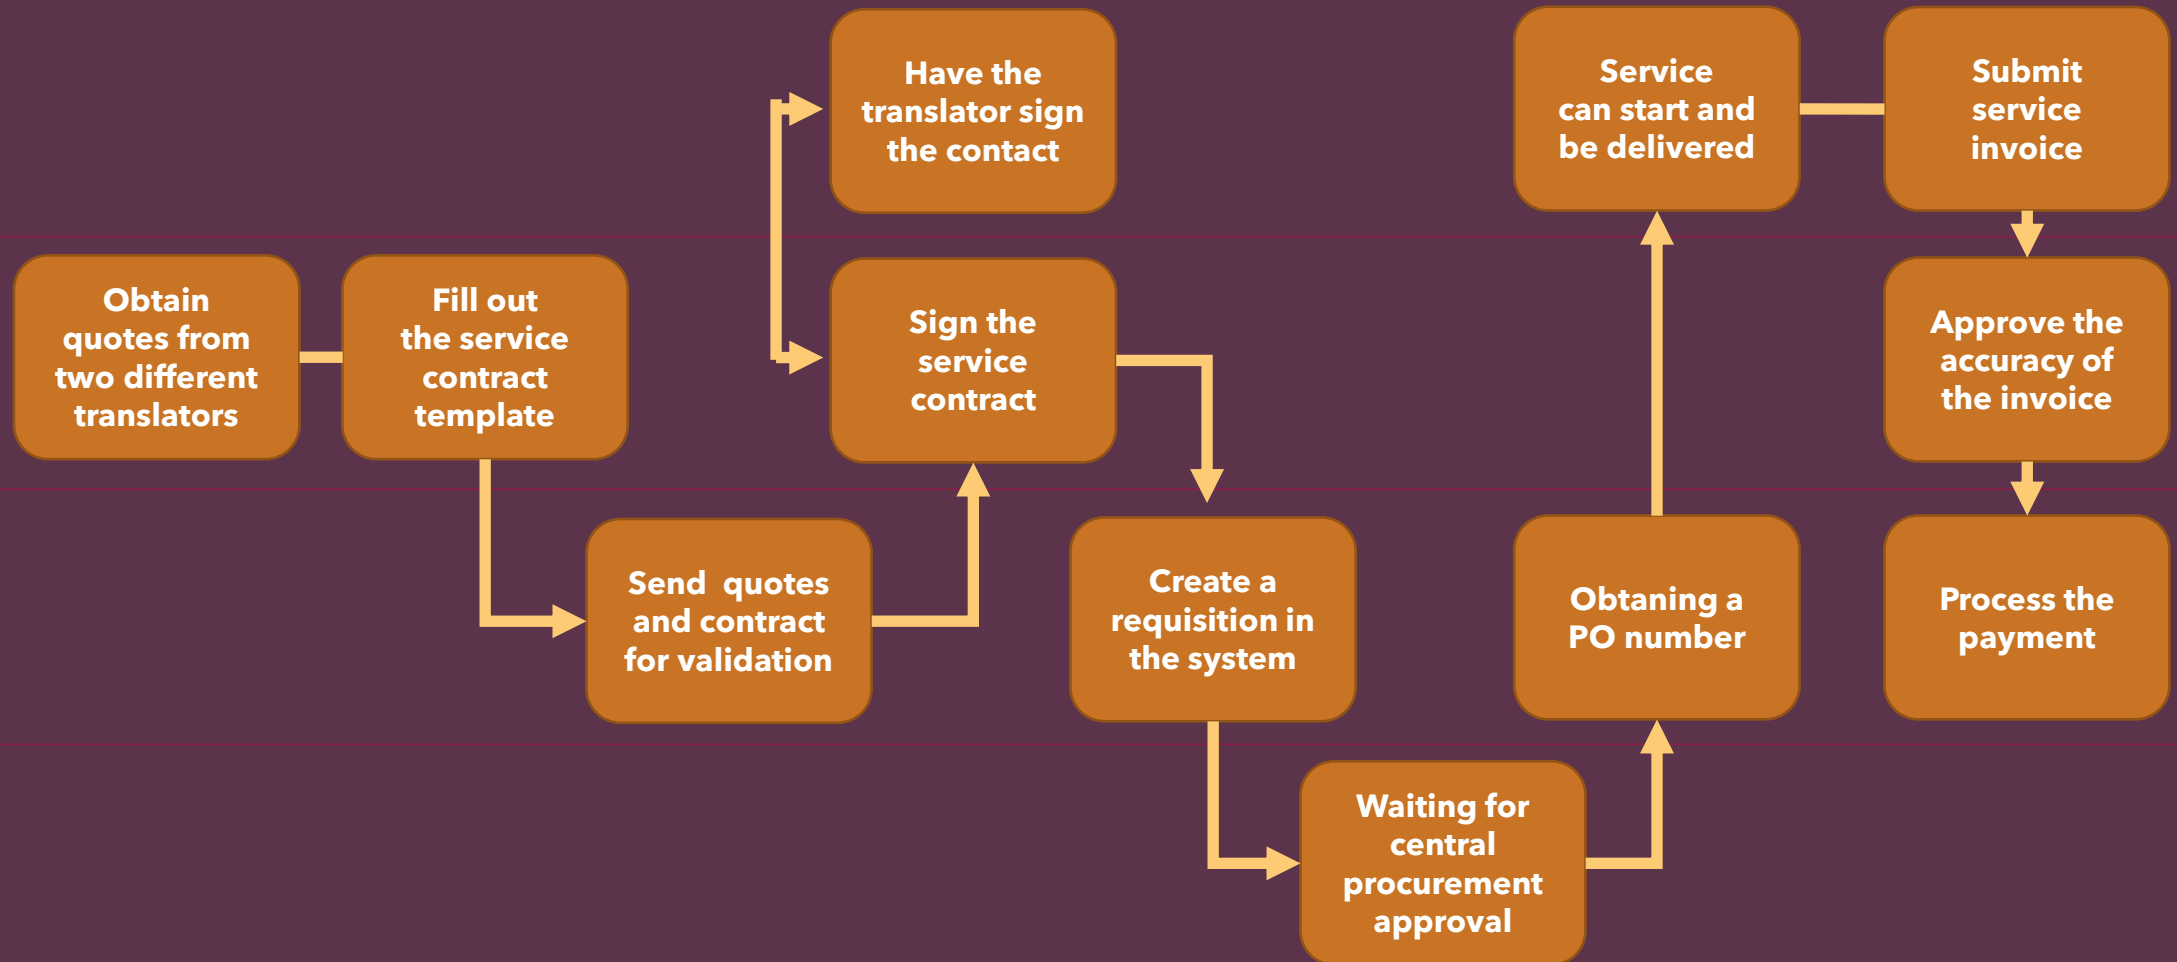 Have the
translator sign
the contact
Service
can start and
be delivered
Submit
service
invoice
Obtain
quotes from
two different
translators
Fill out
the service
contract
template
Sign the
service
contract
Approve the
accuracy of
the invoice
Send  quotes
and contract
for validation
Create a
requisition in
the system
Obtaning a
PO number
Process the
payment
Waiting for
central
procurement
approval